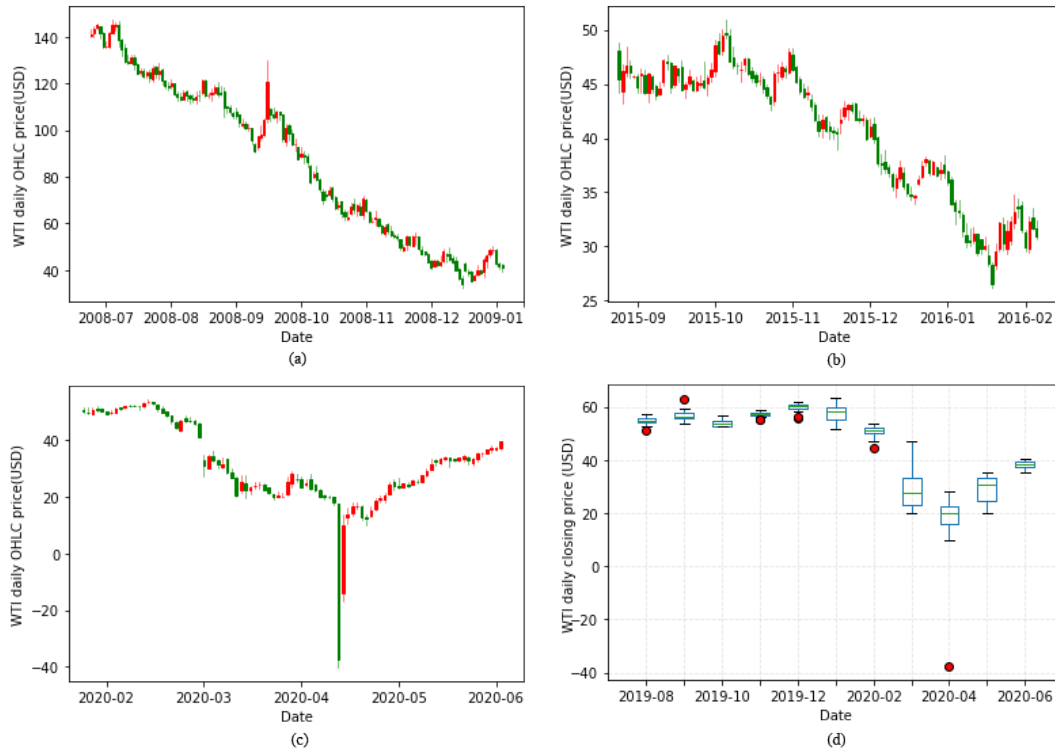 WTI daily OHLC price(USD)
140
120
100
80
60
40
2008-07 2008-08 2008-09 2008-10 2008-11 2008-12 2009-01
Date
(a)
WTI daily OHLC price(USD)
50
45
40
35
30
25
2015-09 2015-10 2015-11 2015-12 2016-01 2016-02
Date
(b)
WTI daily OHLC price(USD)
40
20
0
−20
−40
2020-02 2020-03 2020-04 2020-05 2020-06
Date
(c)
WTI daily closing price (USD)
60
40
20
0
−20
−40
2019-08 2019-10 2019-12 2020-02 2020-04 2020-06
Date
(d)